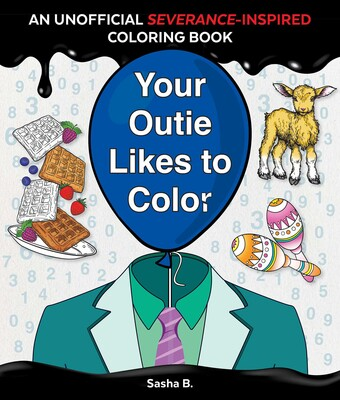 AN UNOFFICIAL SEVERANCE-INSPIRED
COLORING BOOK
Your
Outie
Likes to
Color
Sasha B.